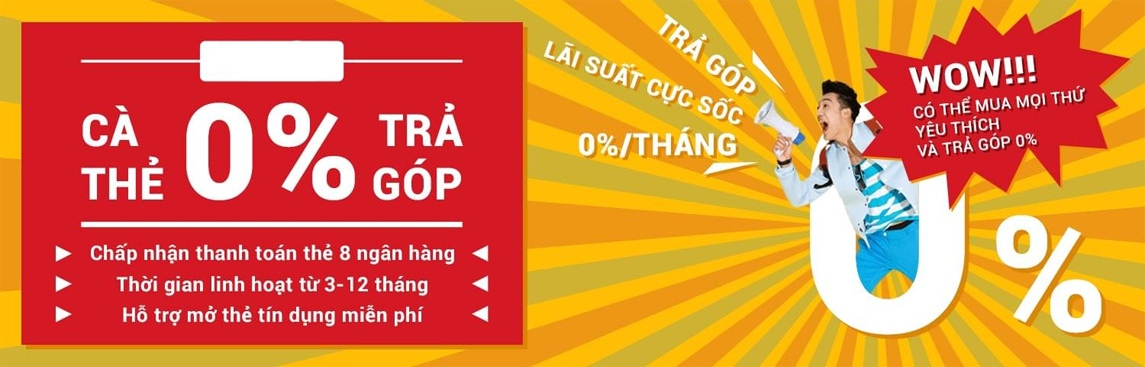 CÀ THẺ
0%
TRẢ GÓP
Chấp nhận thanh toán thẻ 8 ngân hàng
Thời gian linh hoạt từ 3-12 tháng
Hỗ trợ mở thẻ tín dụng miễn phí
TRẢ GÓP
LÃI SUẤT CỰC SỐC
0%/THÁNG
WOW!!!
CÓ THỂ MUA MỌI THỨ
YÊU THÍCH
VÀ TRẢ GÓP 0%
0%